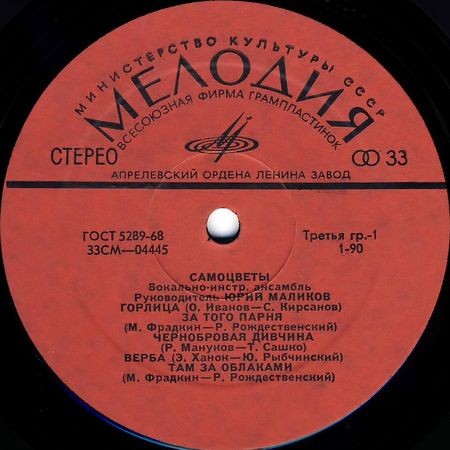 МИНИСТЕРСТВО КУЛЬТУРЫ СССР
МЕЛОДИЯ
ВСЕСОЮЗНАЯ ФИРМА ГРАМПЛАСТИНОК
СТЕРЕО 33
АПРЕЛЕВСКИЙ ОРДЕНА ЛЕНИНА ЗАВОД
ГОСТ 5289-68 Третья гр.-1
33СМ—04445 1-90
САМОЦВЕТЫ
Вокально-инстр. ансамбль
Руководитель ЮРИЙ МАЛИКОВ
ГОРЛИЦА (О. Иванов—С. Кирсанов)
ЗА ТОГО ПАРНЯ
(М. Фрадкин—Р. Рождественский)
ЧЕРНОБРОВАЯ ДИВЧИНА
(Р. Мануков—Т. Сашко)
ВЕРБА (Э. Ханок—Ю. Рыбчинский)
ТАМ ЗА ОБЛАКАМИ
(М. Фрадкин—Р. Рождественский)